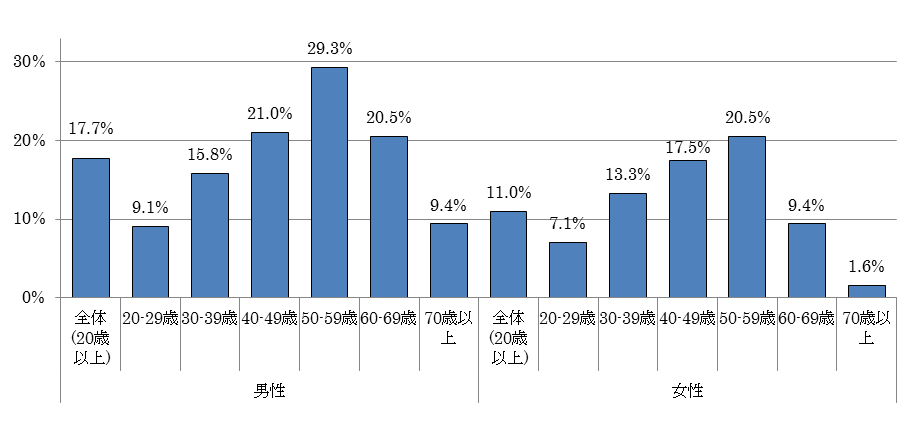 30%
20%
10%
0%
17.7%
9.1%
15.8%
21.0%
29.3%
20.5%
9.4%
11.0%
7.1%
13.3%
17.5%
20.5%
9.4%
1.6%
全体
(20歳
以上)
20-29歳
30-39歳
40-49歳
50-59歳
60-69歳
70歳以
上
全体
(20歳
以上)
20-29歳
30-39歳
40-49歳
50-59歳
60-69歳
70歳以
上
男性
女性